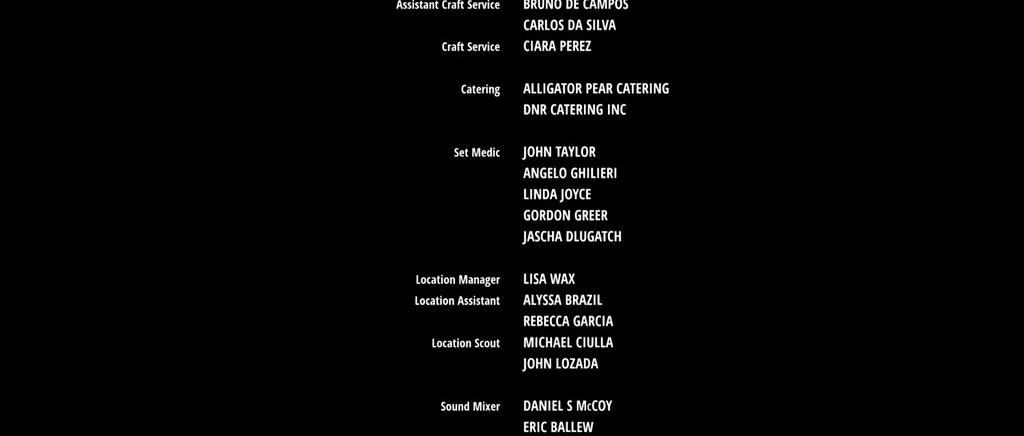 Assistant Craft Service BRUNO DE CAMPOS
CARLOS DA SILVA
Craft Service CIARA PEREZ
Catering ALLIGATOR PEAR CATERING
DNR CATERING INC
Set Medic JOHN TAYLOR
ANGELO GHILIERI
LINDA JOYCE
GORDON GREER
JASCHA DLUGATCH
Location Manager LISA WAX
Location Assistant ALYSSA BRAZIL
REBECCA GARCIA
Location Scout MICHAEL CIULLA
JOHN LOZADA
Sound Mixer DANIEL S McCOY
ERIC BALLEW